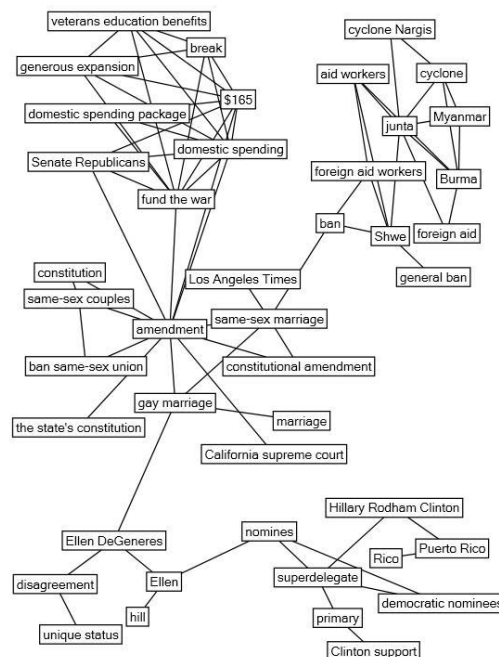 veterans education benefits
cyclone Nargis
break
generous expansion
aid workers
cyclone
$165
domestic spending package
Myanmar
junta
Senate Republicans
domestic spending
foreign aid workers
Burma
fund the war
ban
Shwe
foreign aid
constitution
Los Angeles Times
general ban
same-sex couples
amendment
same-sex marriage
ban same-sex union
constitutional amendment
gay marriage
marriage
the state's constitution
California supreme court
Hillary Rodham Clinton
Ellen DeGeneres
nomines
Puerto Rico
Rico
disagreement
Ellen
superdelegate
democratic nominees
hill
primary
unique status
Clinton support